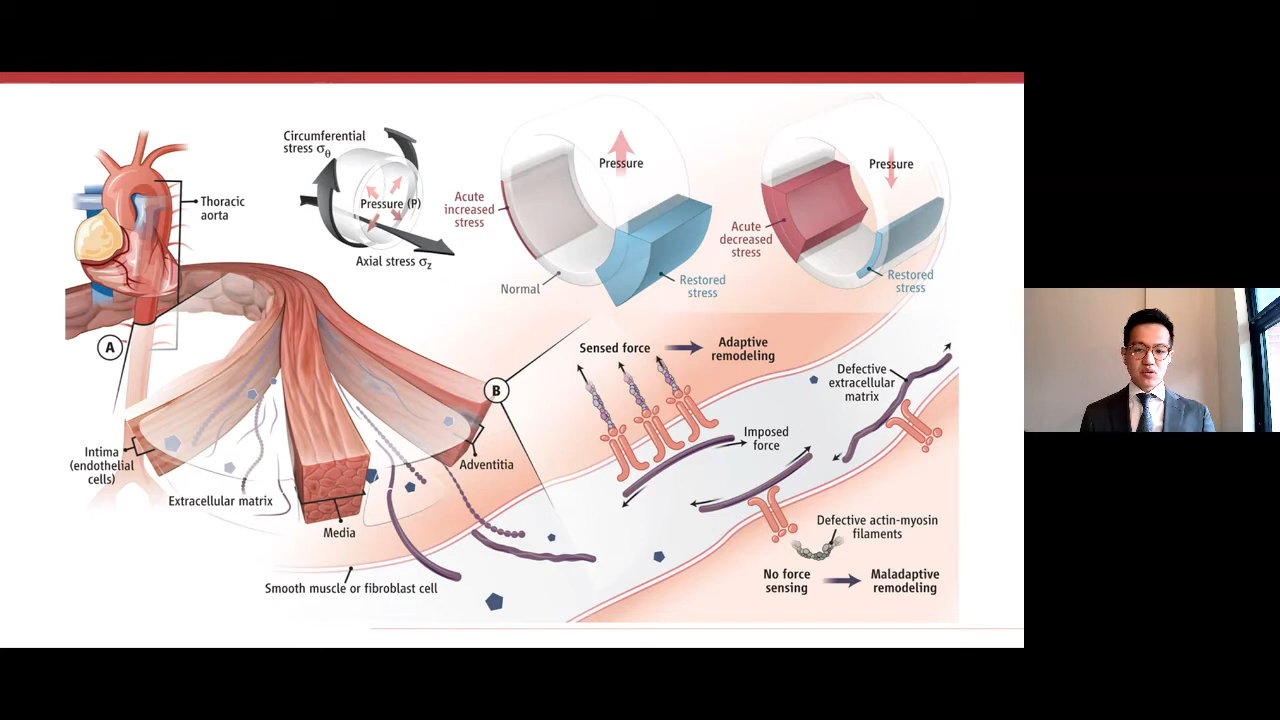 Circumferential
stress σθ
Pressure (P)
Axial stress σz
Thoracic
aorta
A
Pressure
Acute
increased
stress
Normal
Restored
stress
Pressure
Acute
decreased
stress
Restored
stress
B
Intima
(endothelial
cells)
Extracellular matrix
Media
Adventitia
Smooth muscle or fibroblast cell
Sensed force
Adaptive
remodeling
Imposed
force
Defective
extracellular
matrix
Defective actin-myosin
filaments
No force
sensing
Maladaptive
remodeling